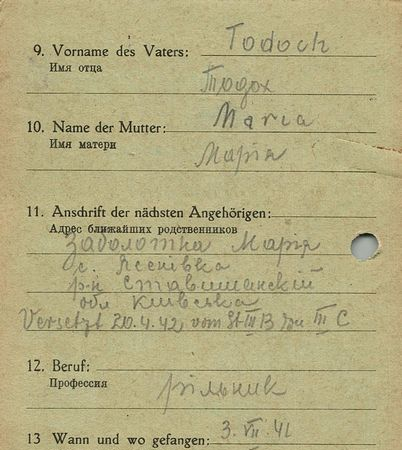 9. Vorname des Vaters: Todoch
Имя отца
Тодох
10. Name der Mutter: Maria
Имя матери
Марія
11. Anschrift der nächsten Angehörigen:
Адрес ближайших родственников
Заболотна Марія
с. Яснівка
р-н Ставищанскій
обл Київська
Versetzt 20.4.42, vom St III B zu III C
12. Beruf:
Профессия
рільник
13 Wann und wo gefangen: 3. VII. 41